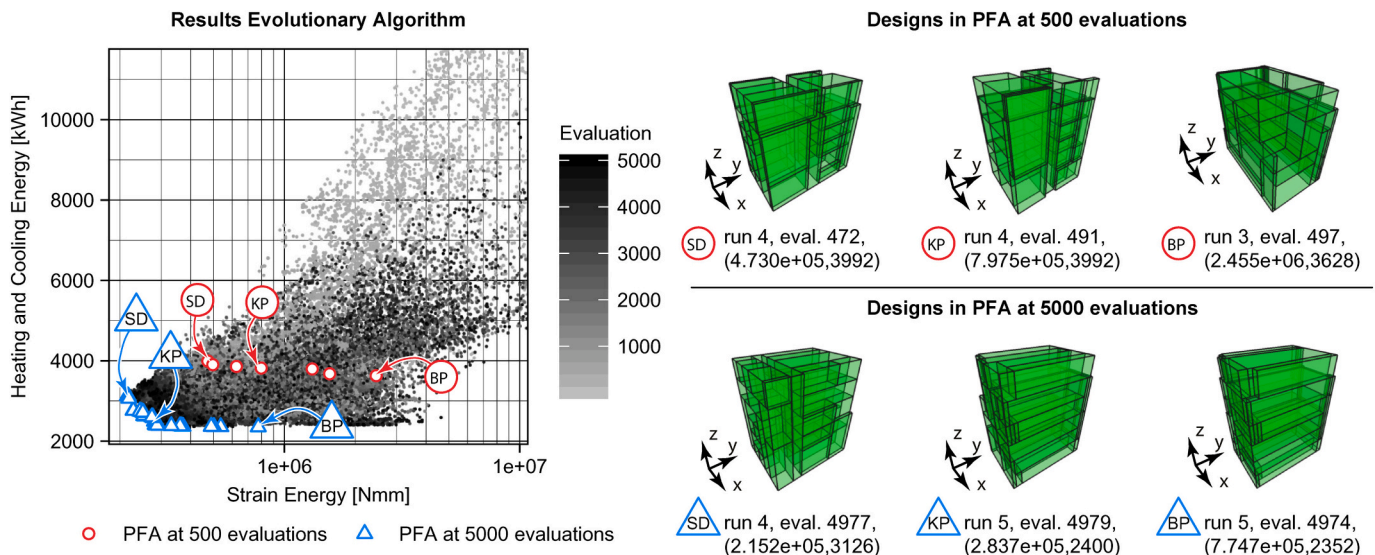 Results Evolutionary Algorithm
Heating and Cooling Energy [kWh]
10000
8000
6000
4000
2000
1e+06
1e+07
Strain Energy [Nmm]
SD
KP
SD
KP
BP
BP
PFA at 500 evaluations
PFA at 5000 evaluations
Evaluation
5000
4000
3000
2000
1000
Designs in PFA at 500 evaluations
z
y
x
z
y
x
z
y
x
SD
run 4, eval. 472,
(4.730e+05,3992)
KP
run 4, eval. 491,
(7.975e+05,3992)
BP
run 3, eval. 497,
(2.455e+06,3628)
Designs in PFA at 5000 evaluations
z
y
x
z
y
x
z
y
x
SD
run 4, eval. 4977,
(2.152e+05,3126)
KP
run 5, eval. 4979,
(2.837e+05,2400)
BP
run 5, eval. 4974,
(7.747e+05,2352)